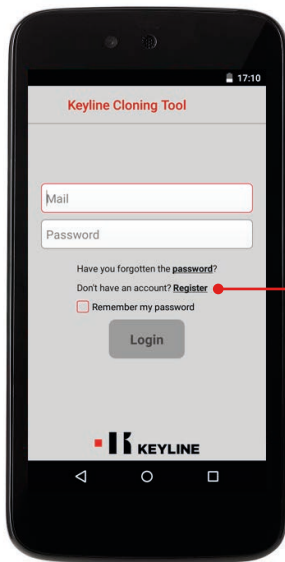 17:10
Keyline Cloning Tool
Mail
Password
Have you forgotten the password?
Don't have an account? Register
Remember my password
Login
KEYLINE